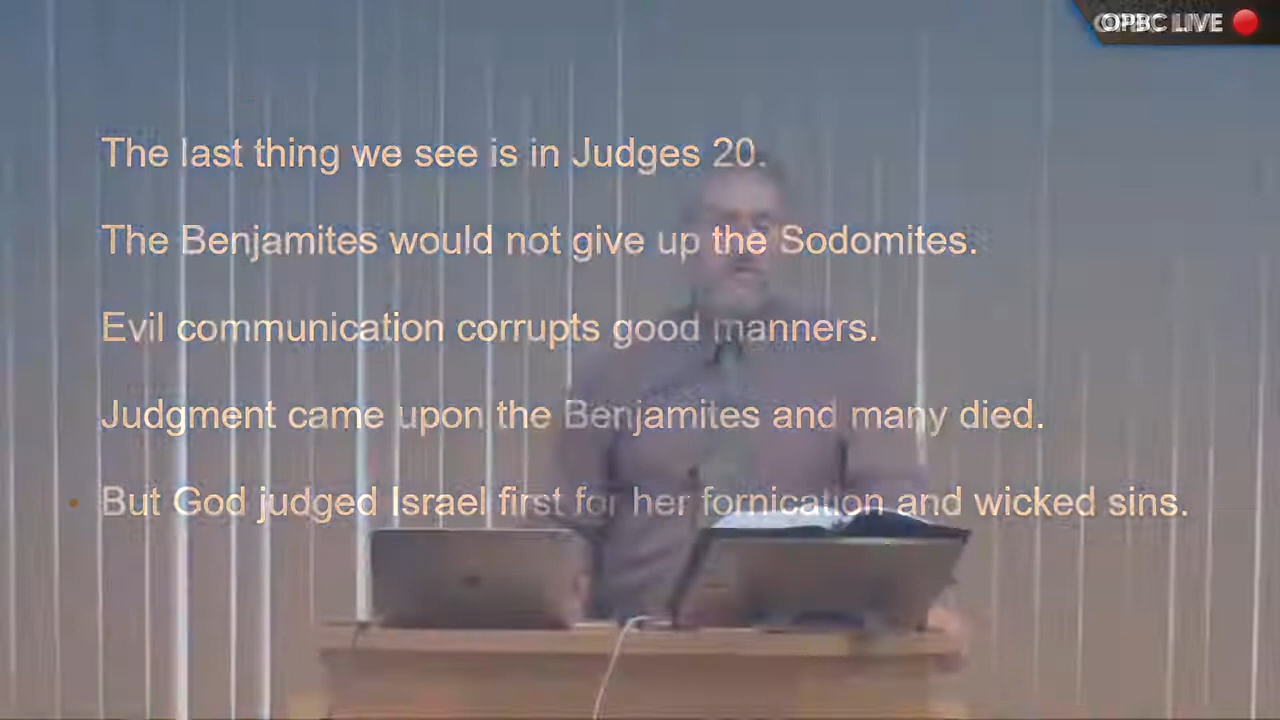 OPBC LIVE
The last thing we see is in Judges 20.
The Benjamites would not give up the Sodomites.
Evil communication corrupts good manners.
Judgment came upon the Benjamites and many died.
But God judged Israel first for her fornication and wicked sins.